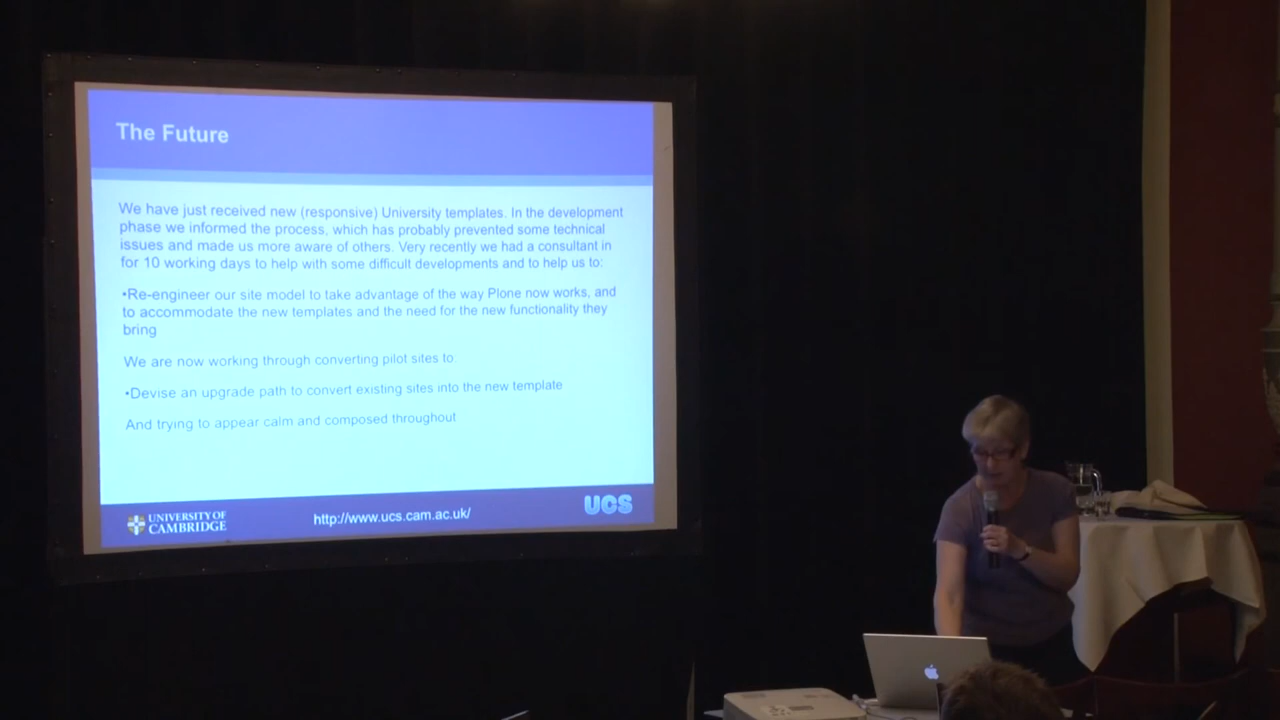 The Future
We have just received new (responsive) University templates. In the development
phase we informed the process, which has probably prevented some technical
issues and made us more aware of others. Very recently we had a consultant in
for 10 working days to help with some difficult developments and to help us to:
•Re-engineer our site model to take advantage of the way Plone now works, and
to accommodate the new templates and the need for the new functionality they
bring
We are now working through converting pilot sites to
•Devise an upgrade path to convert existing sites into the new template
And trying to appear calm and composed throughout
UNIVERSITY OF
CAMBRIDGE
http://www.ucs.cam.ac.uk/
UCS